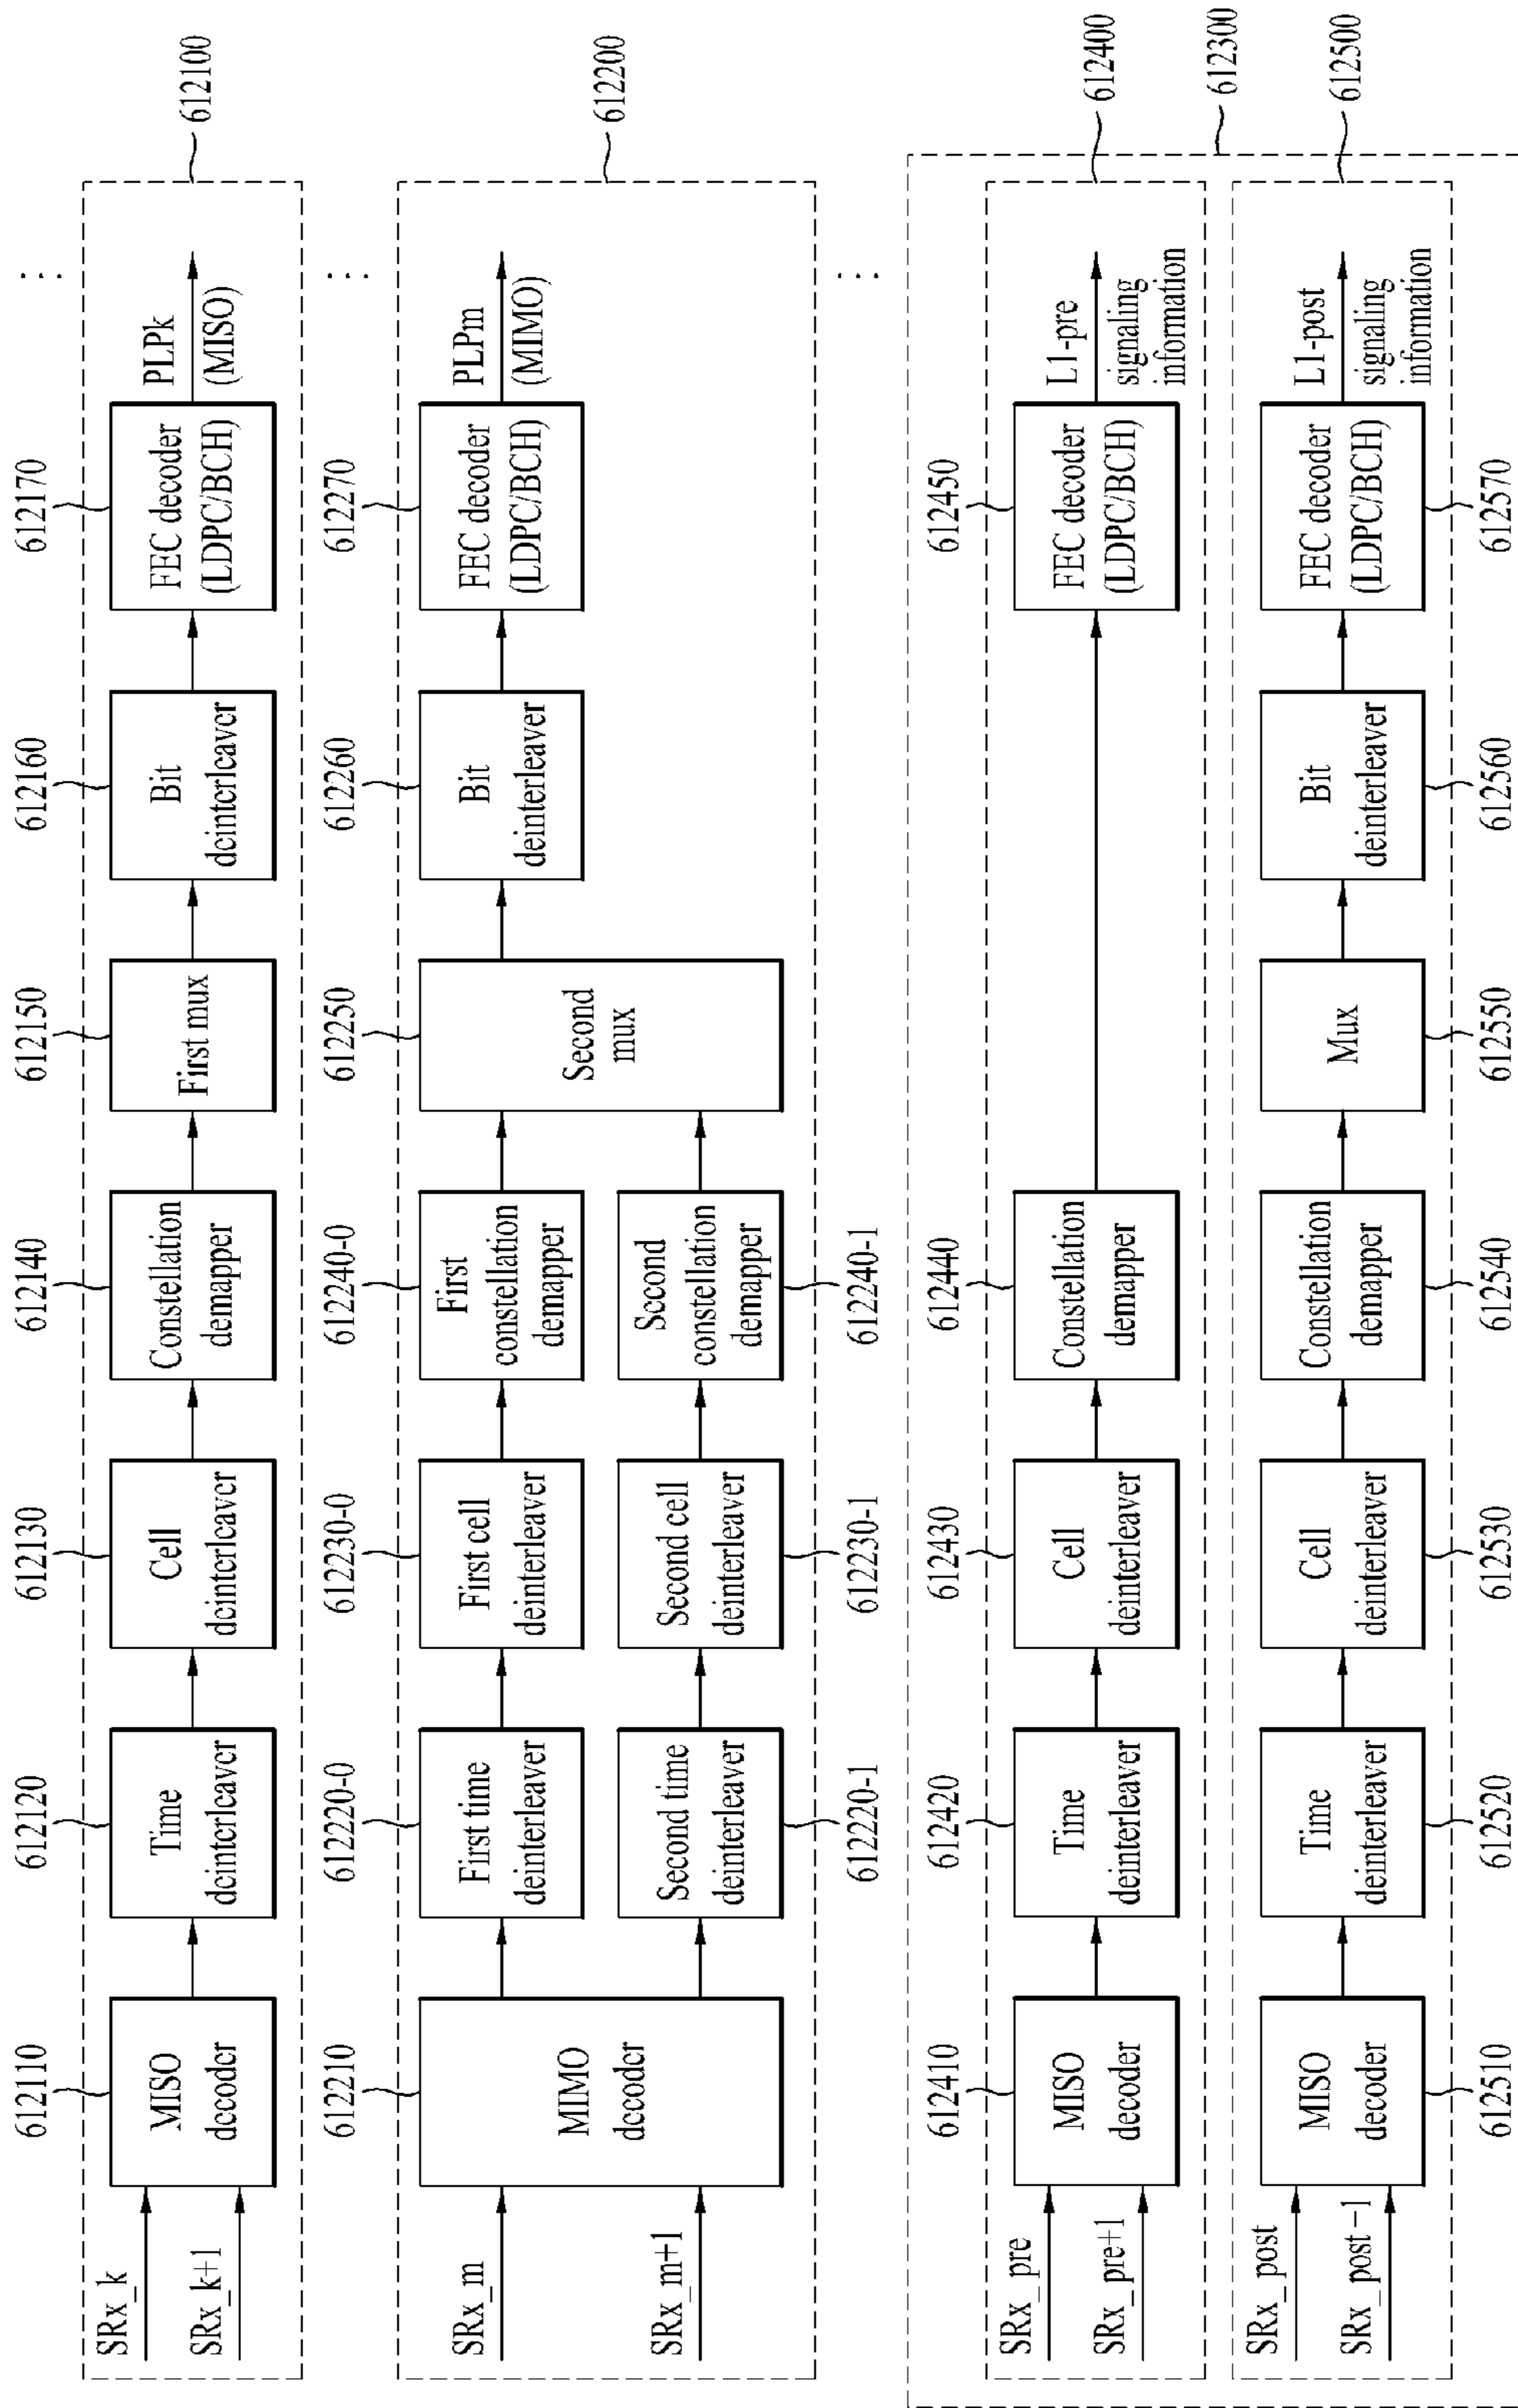 612110
612120
612130
612140
612150
612160
612170
SRx_k
SRx_k+1
MISO
decoder
Time
deinterleaver
Cell
deinterleaver
Constellation
demapper
First mux
Bit
deinterleaver
FEC decoder
(LDPC/BCH)
PLPk
(MISO)
...
612100
612210
612220-0
612230-0
612240-0
612250
612260
612270
SRx_m
SRx_m+1
MIMO
decoder
First time
deinterleaver
First cell
deinterleaver
First
constellation
demapper
Second
mux
Bit
deinterleaver
FEC decoder
(LDPC/BCH)
PLPm
(MIMO)
...
612200
Second time
deinterleaver
Second cell
deinterleaver
Second
constellation
demapper
612220-1
612230-1
612240-1
...
612410
612420
612430
612440
612450
SRx_pre
SRx_pre+1
MISO
decoder
Time
deinterleaver
Cell
deinterleaver
Constellation
demapper
FEC decoder
(LDPC/BCH)
L1-pre
signaling
information
612400
612300
SRx_post
SRx_post-1
MISO
decoder
Time
deinterleaver
Cell
deinterleaver
Constellation
demapper
Mux
Bit
deinterleaver
FEC decoder
(LDPC/BCH)
L1-post
signaling
information
612500
612510
612520
612530
612540
612550
612560
612570